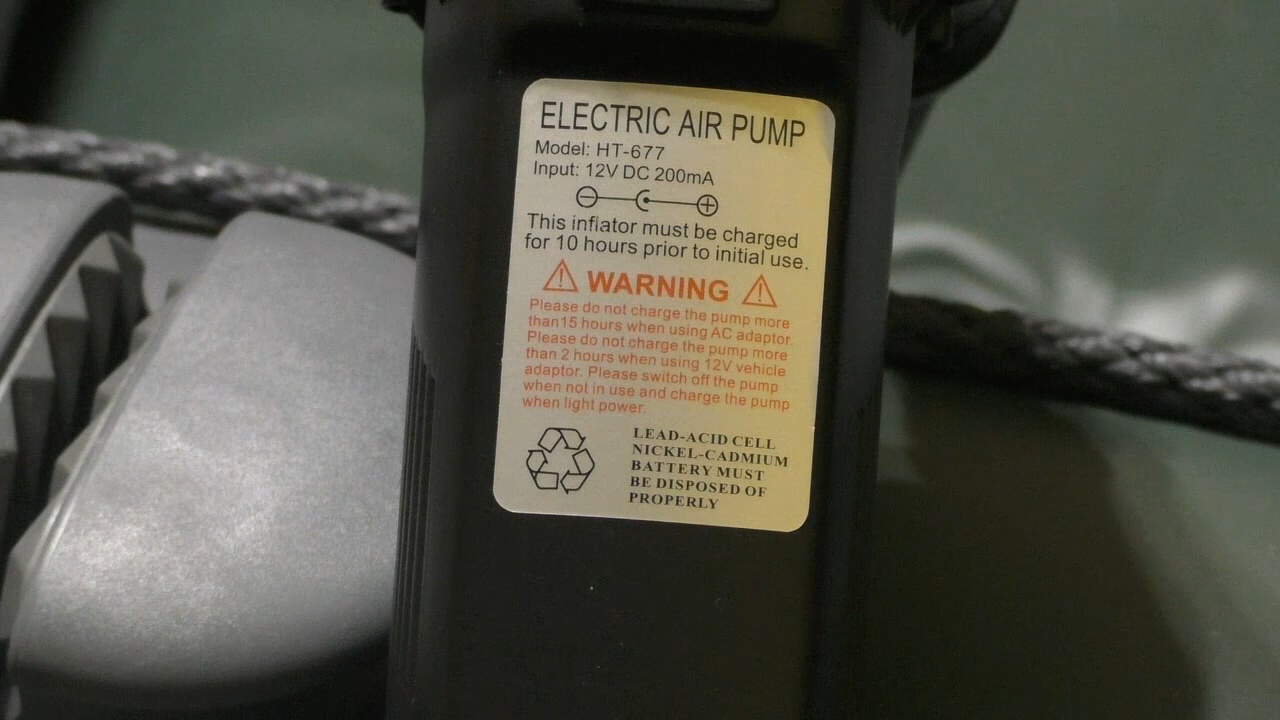 ELECTRIC AIR PUMP
Model: HT-677
Input: 12V DC 200mA
This inflator must be charged
for 10 hours prior to initial use.
WARNING
Please do not charge the pump more
than15 hours when using AC adaptor.
Please do not charge the pump more
than 2 hours when using 12V vehicle
adaptor. Please switch off the pump
when not in use and charge the pump
when light power.
LEAD-ACID CELL
NICKEL-CADMIUM
BATTERY MUST
BE DISPOSED OF
PROPERLY